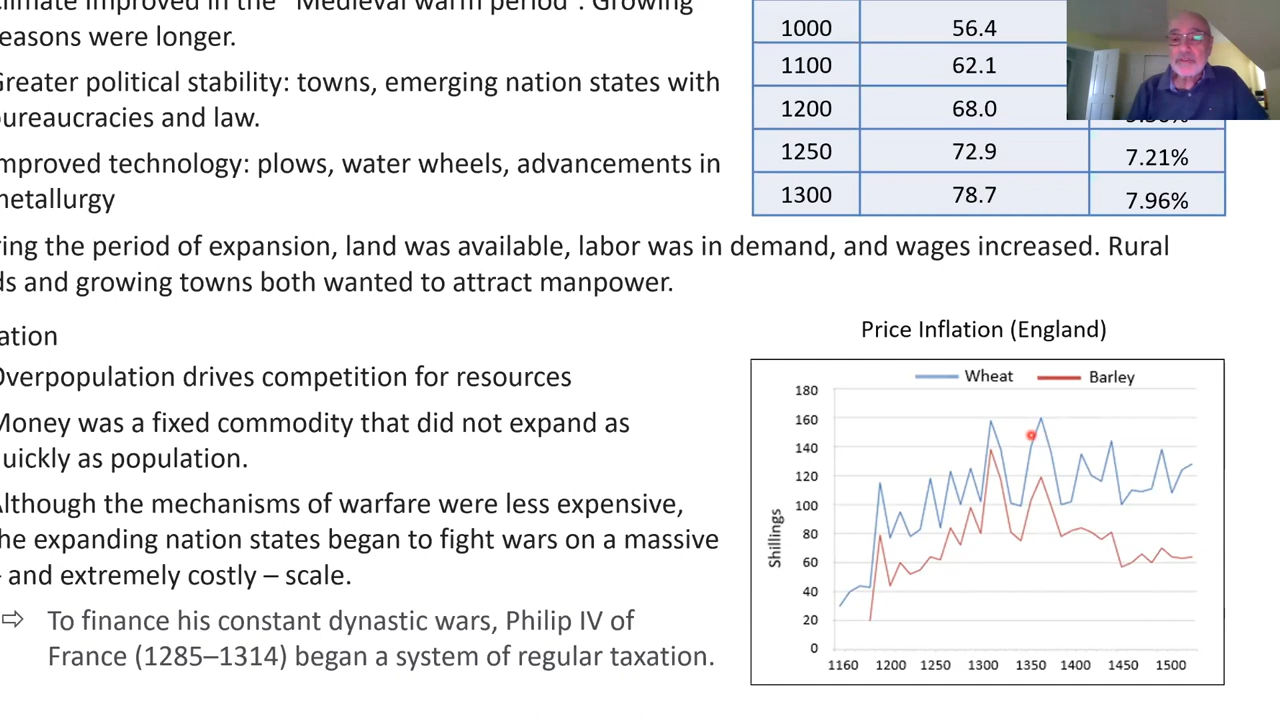 climate improved in the "Medieval warm period". Growing
easons were longer.
Greater political stability: towns, emerging nation states with
ureaucracies and law.
mproved technology: plows, water wheels, advancements in
etallurgy
1000 56.4
1100 62.1
1200 68.0
1250 72.9 7.21%
1300 78.7 7.96%
ring the period of expansion, land was available, labor was in demand, and wages increased. Rural
ds and growing towns both wanted to attract manpower.
ation
Overpopulation drives competition for resources
Money was a fixed commodity that did not expand as
uickly as population.
Although the mechanisms of warfare were less expensive,
he expanding nation states began to fight wars on a massive
- and extremely costly – scale.
⇨ To finance his constant dynastic wars, Philip IV of
France (1285–1314) began a system of regular taxation.
Price Inflation (England)
Wheat Barley
Shillings
180
160
140
120
100
80
60
40
20
0
1160 1200 1250 1300 1350 1400 1450 1500